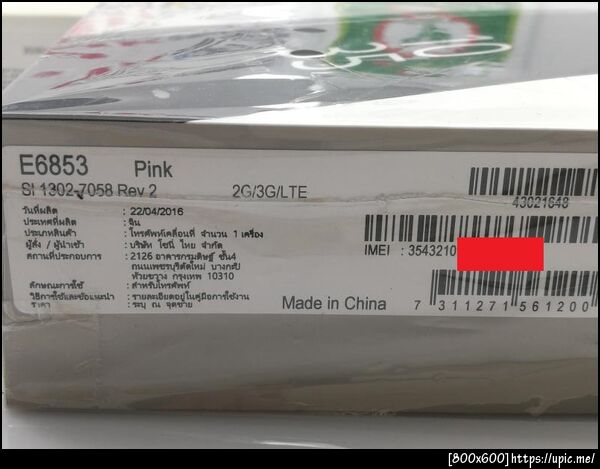 E6853 Pink
SI 1302-7058 Rev 2 2G/3G/LTE
43021648
วันที่ผลิต : 22/04/2016
ประเทศที่ผลิต : จีน
ประเภทสินค้า : โทรศัพท์เคลื่อนที่ จำนวน 1 เครื่อง
ผู้สั่ง / ผู้นำเข้า : บริษัท โซนี่ ไทย จำกัด
สถานที่ประกอบการ : 2126 อาคารกรมดิษฐ์ ชั้น4
ถนนเพชรบุรีตัดใหม่ บางกะปิ
ห้วยขวาง กรุงเทพ 10310
ลักษณะการใช้ : สำหรับโทรศัพท์
วิธีการใช้และข้อแนะนำ : รายละเอียดอยู่ในคู่มือการใช้งาน
ราคา : ระบุ ณ จุดขาย
IMEI : 3543210
Made in China
7 311271 561200
[800x600]https://upic.me/